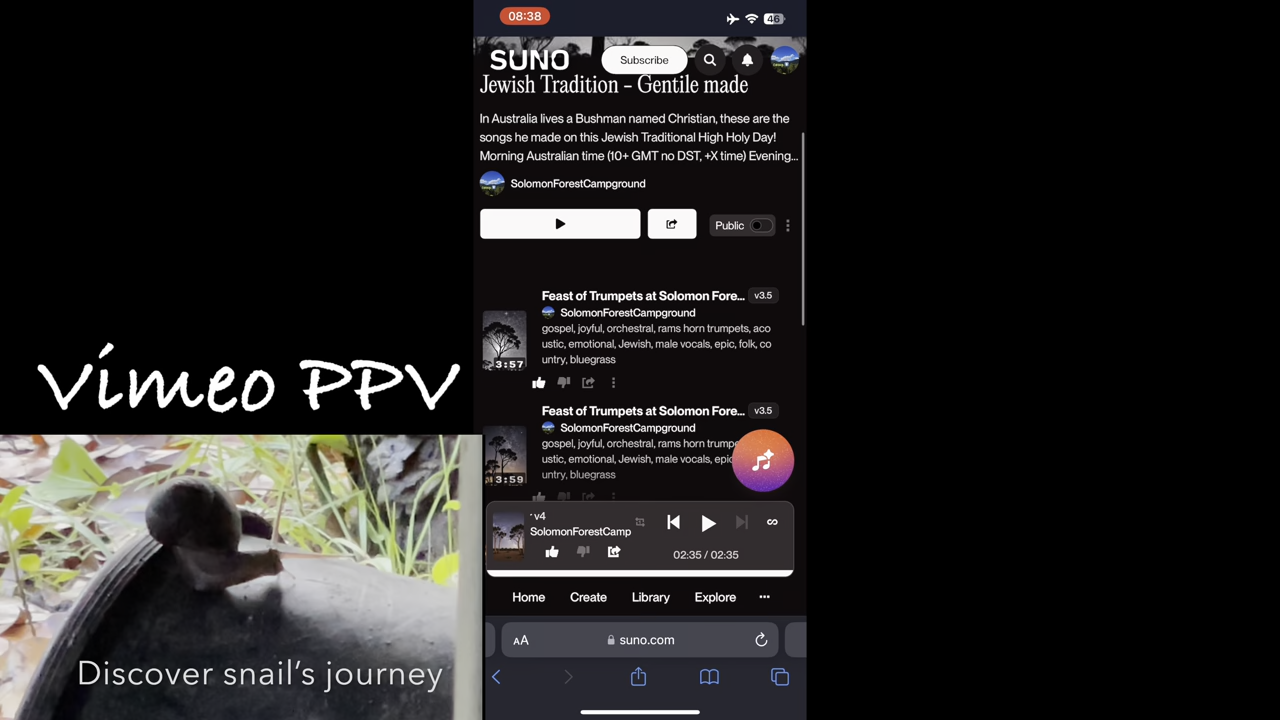 08:38
46
SUNO
Subscribe
Jewish Tradition - Gentile made
In Australia lives a Bushman named Christian, these are the
songs he made on this Jewish Traditional High Holy Day!
Morning Australian time (10+ GMT no DST, +X time) Evening...
SolomonForestCampground
Public
Feast of Trumpets at Solomon Fore... v3.5
SolomonForestCampground
gospel, joyful, orchestral, rams horn trumpets, aco
ustic, emotional, Jewish, male vocals, epic, folk, co
untry, bluegrass
3:57
Feast of Trumpets at Solomon Fore... v3.5
SolomonForestCampground
gospel, joyful, orchestral, rams horn trumpe
ustic, emotional, Jewish, male vocals, epic
untry, bluegrass
3:59
v4
SolomonForestCamp
02:35 / 02:35
Home Create Library Explore
AA suno.com
Vimeo PPV
Discover snail's journey